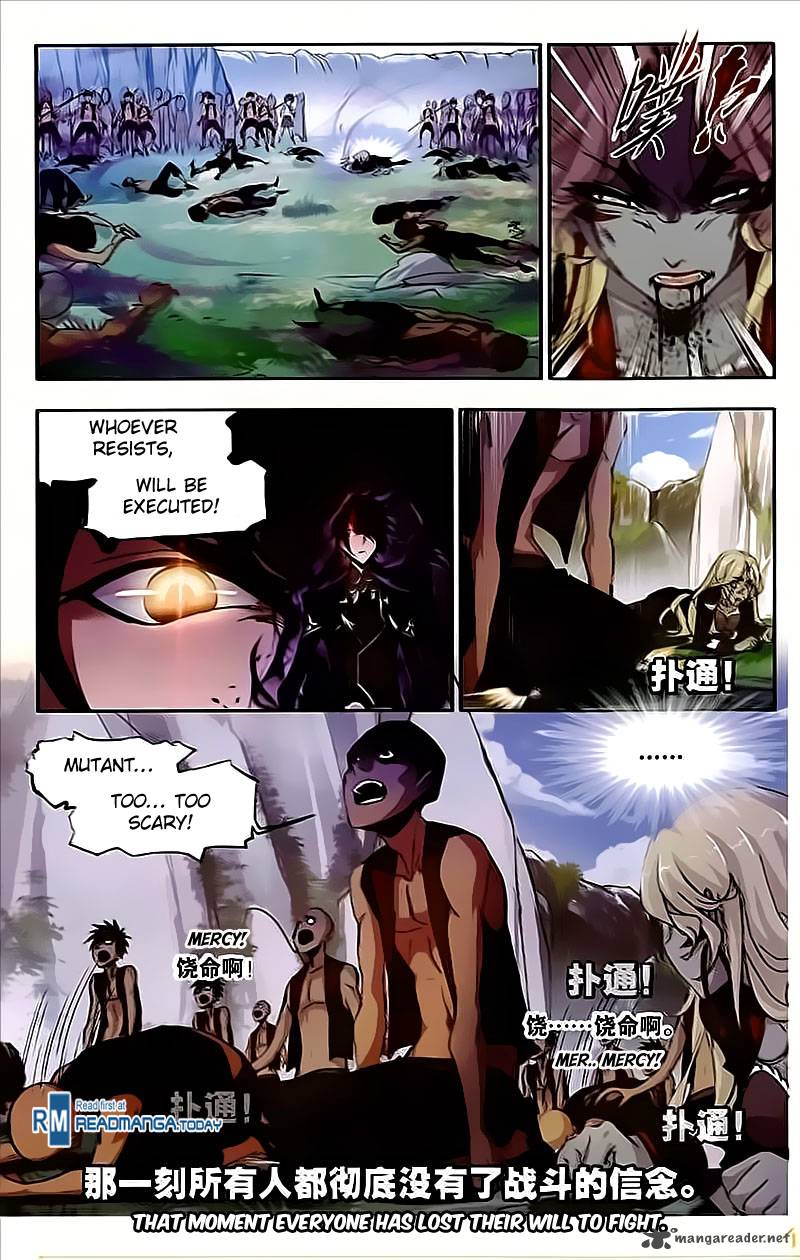 噗!
WHOEVER
RESISTS,
WILL BE
EXECUTED!
扑通!
MUTANT...
TOO... TOO
SCARY!
......
MERCY!
饶命啊!
扑通!
饶……饶命啊。
MER.. MERCY!
Read first at
RM
READMANGA.TODAY
扑通!
扑通!
那一刻所有人都彻底没有了战斗的信念。
THAT MOMENT EVERYONE HAS LOST THEIR WILL TO FIGHT.
mangareader.net